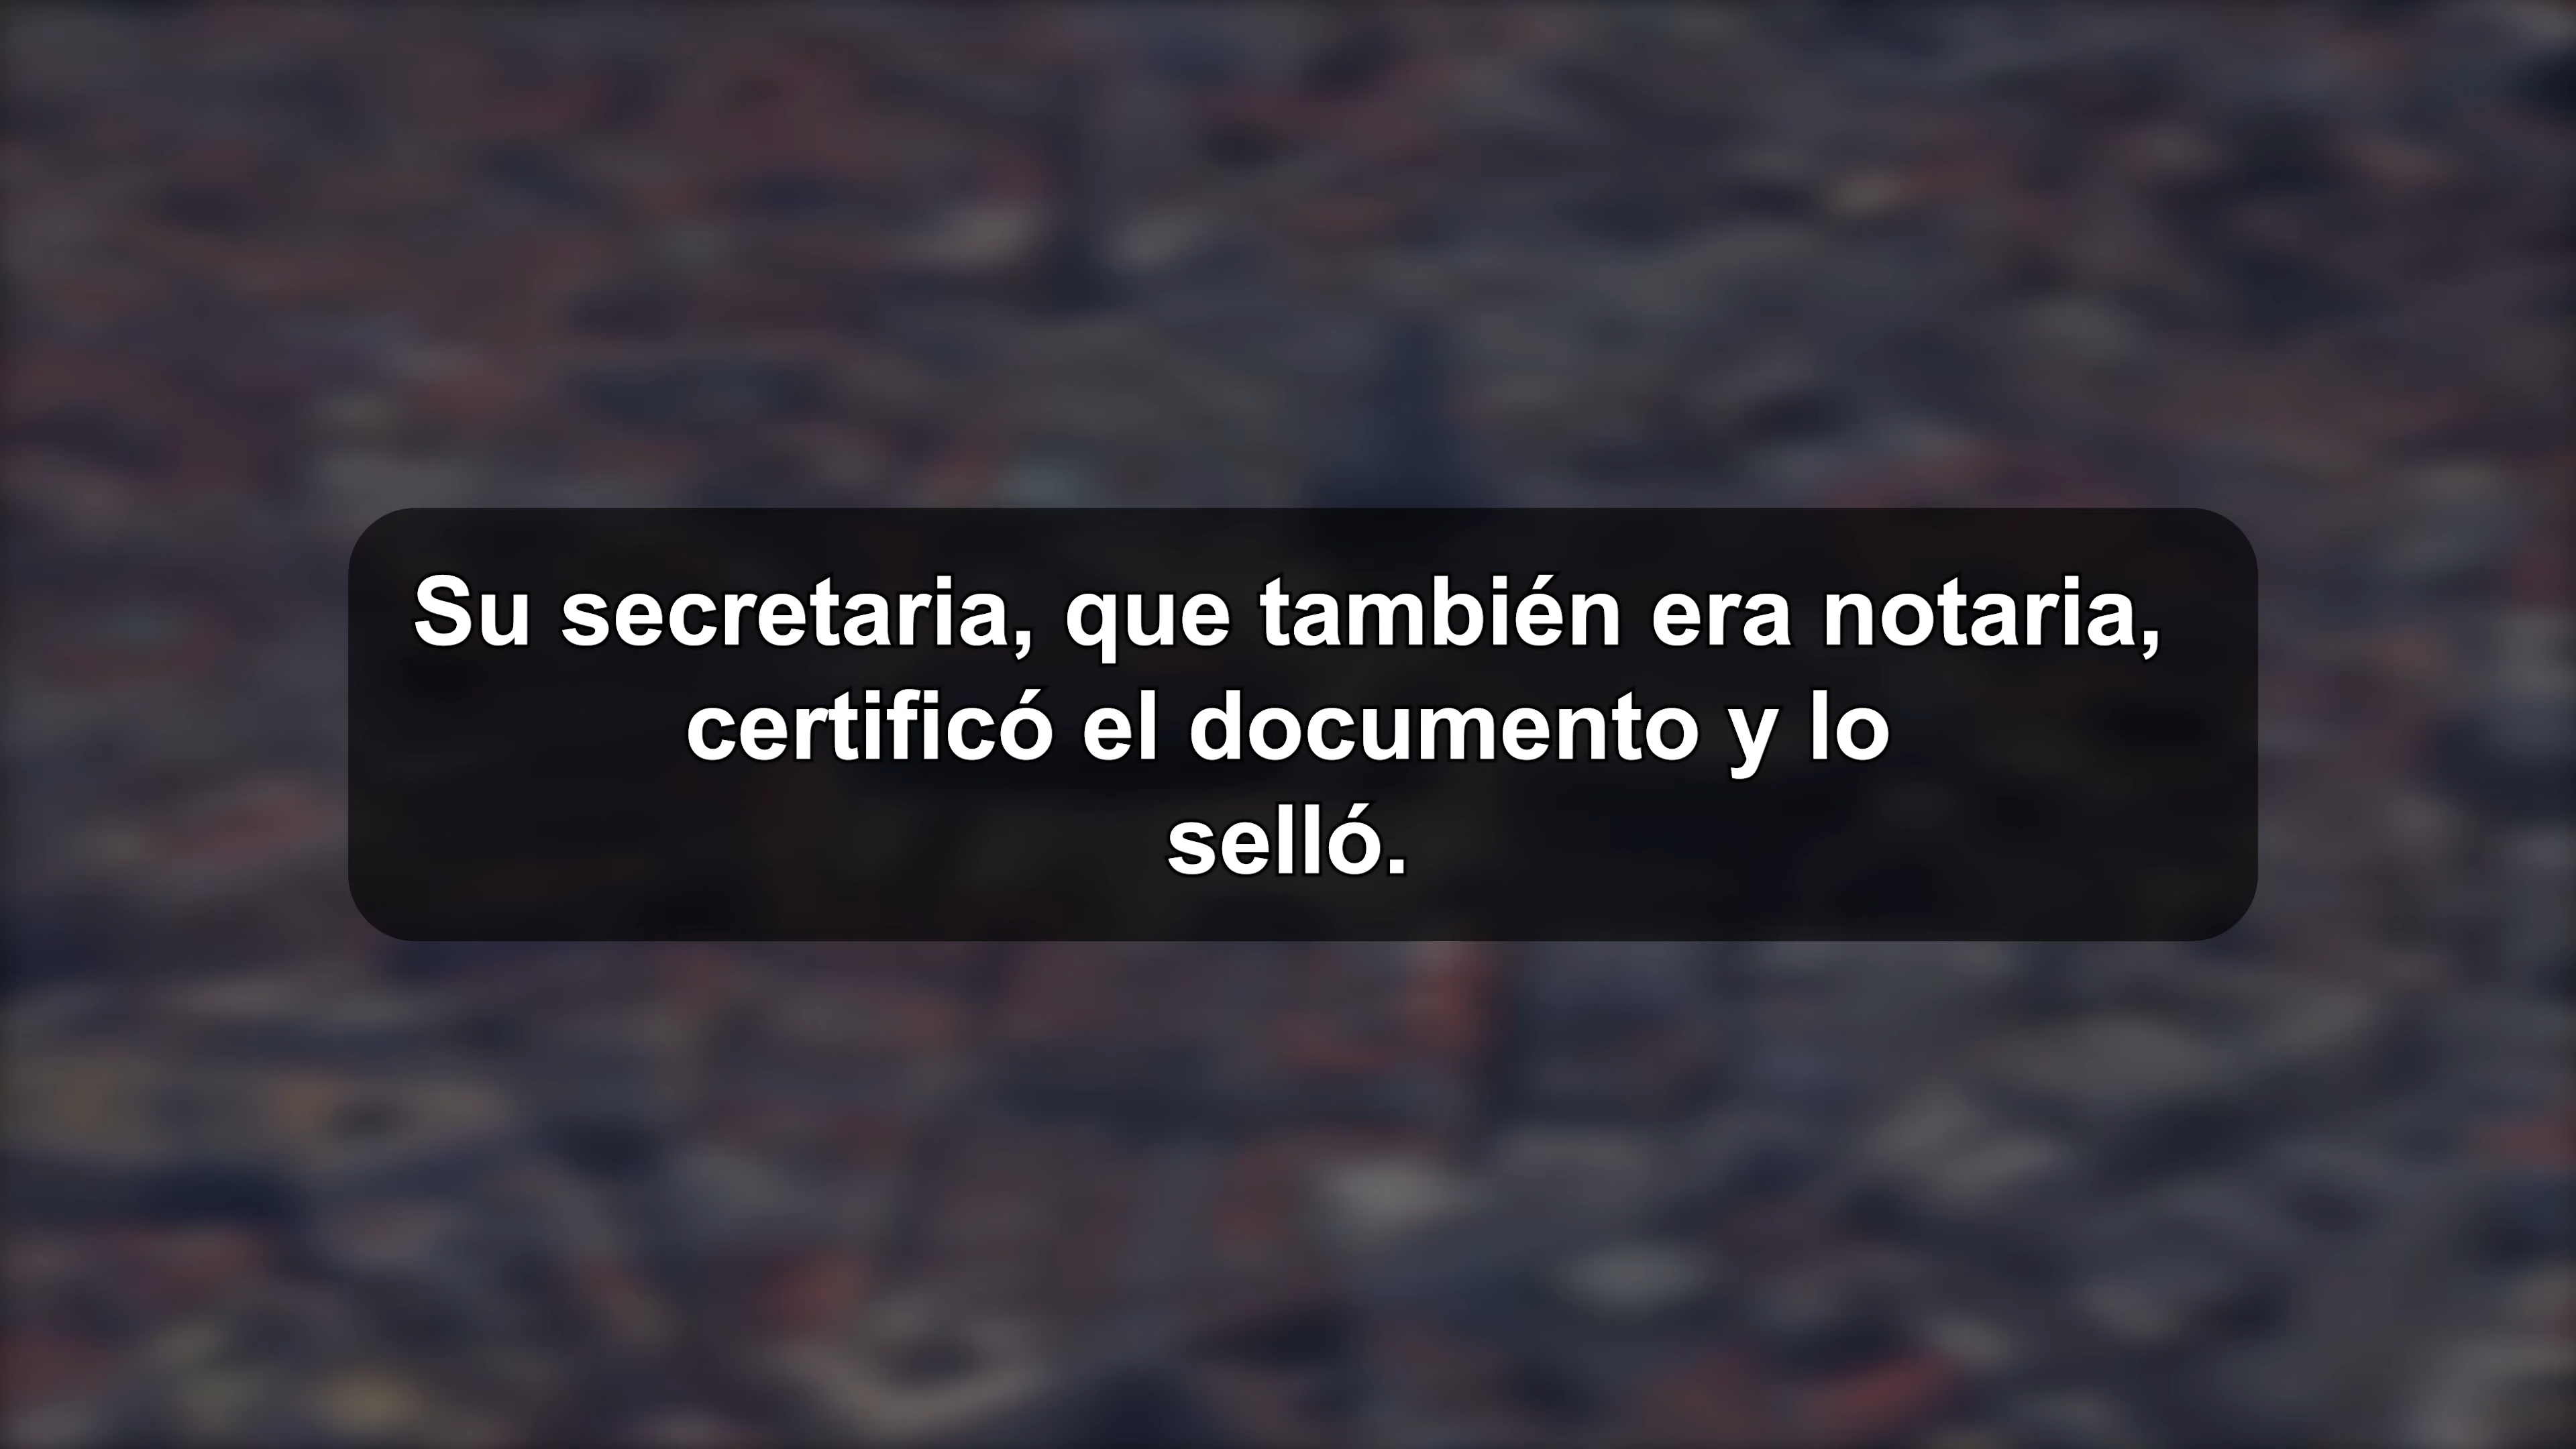 Su secretaria, que también era notaria,
certificó el documento y lo
selló.